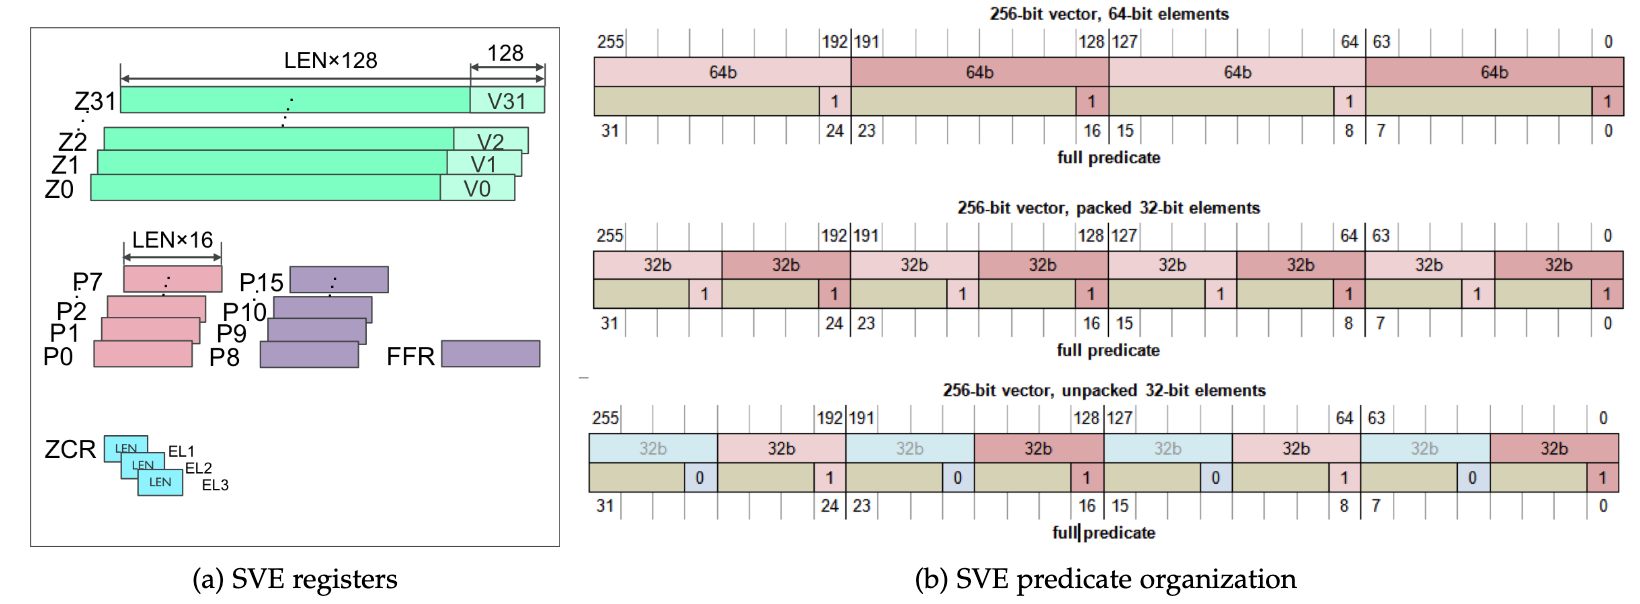 LEN×128
128
Z31
V31
Z2
V2
Z1
V1
Z0
V0
LEN×16
P7
P15
P2
P10
P1
P9
P0
P8
FFR
ZCR
LEN
EL1
LEN
EL2
LEN
EL3
(a) SVE registers
256-bit vector, 64-bit elements
255 192 191 128 127 64 63 0
64b 64b 64b 64b
1 1 1 1
31 24 23 16 15 8 7 0
full predicate
256-bit vector, packed 32-bit elements
255 192 191 128 127 64 63 0
32b 32b 32b 32b 32b 32b 32b 32b
1 1 1 1 1 1 1 1
31 24 23 16 15 8 7 0
full predicate
256-bit vector, unpacked 32-bit elements
255 192 191 128 127 64 63 0
32b 32b 32b 32b 32b 32b 32b 32b
0 1 0 1 0 1 0 1
31 24 23 16 15 8 7 0
full predicate
(b) SVE predicate organization